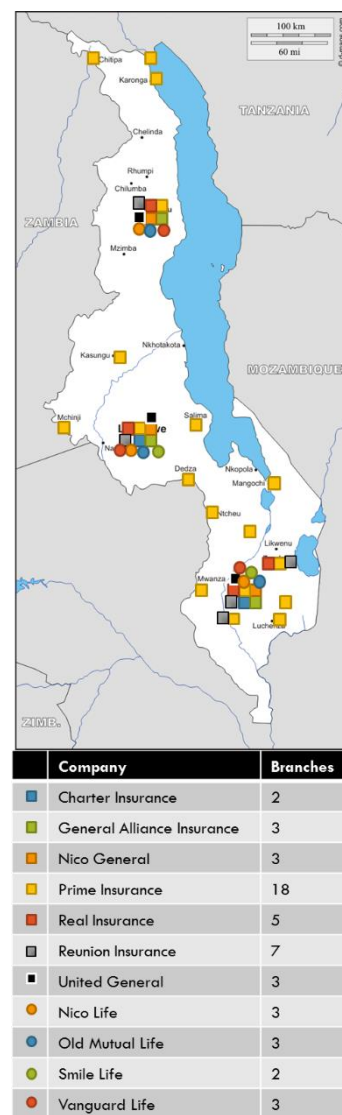 100 km
60 mi
Chitipa
Karonga
TANZANIA
Chelinda
Rhumpi
Chilumba
ZAMBIA
Mzimba
Nkhotakota
MOZAMBIQUE
Kasungu
Mchinji
Salima
Dedza
Nkopola
Mangochi
Ntcheu
Likwenu
Mwanza
ZIMB.
Company Branches
Charter Insurance 2
General Alliance Insurance 3
Nico General 3
Prime Insurance 18
Real Insurance 5
Reunion Insurance 7
United General 3
Nico Life 3
Old Mutual Life 3
Smile Life 2
Vanguard Life 3